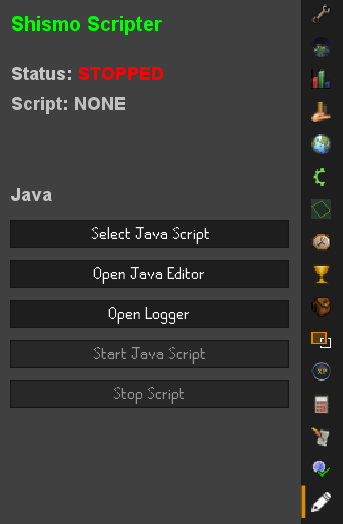 Shismo Scripter
Status: STOPPED
Script: NONE
Java
Select Java Script
Open Java Editor
Open Logger
Start Java Script
Stop Script